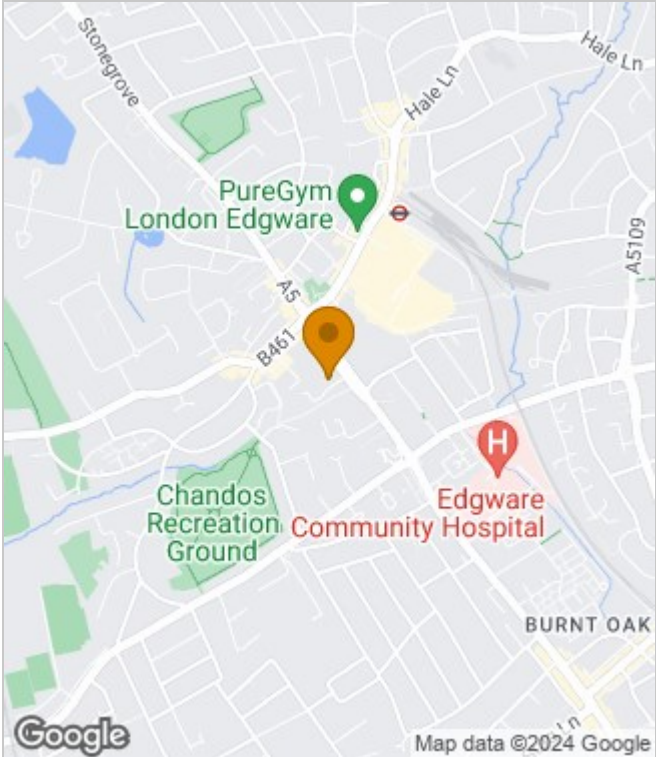 Stonegrove
Hale Ln
Hale Ln
PureGym
London Edgware
A5109
A5
B461
H
Edgware
Community Hospital
Chandos
Recreation
Ground
BURNT OAK
Ln
Google
Map data ©2024 Google